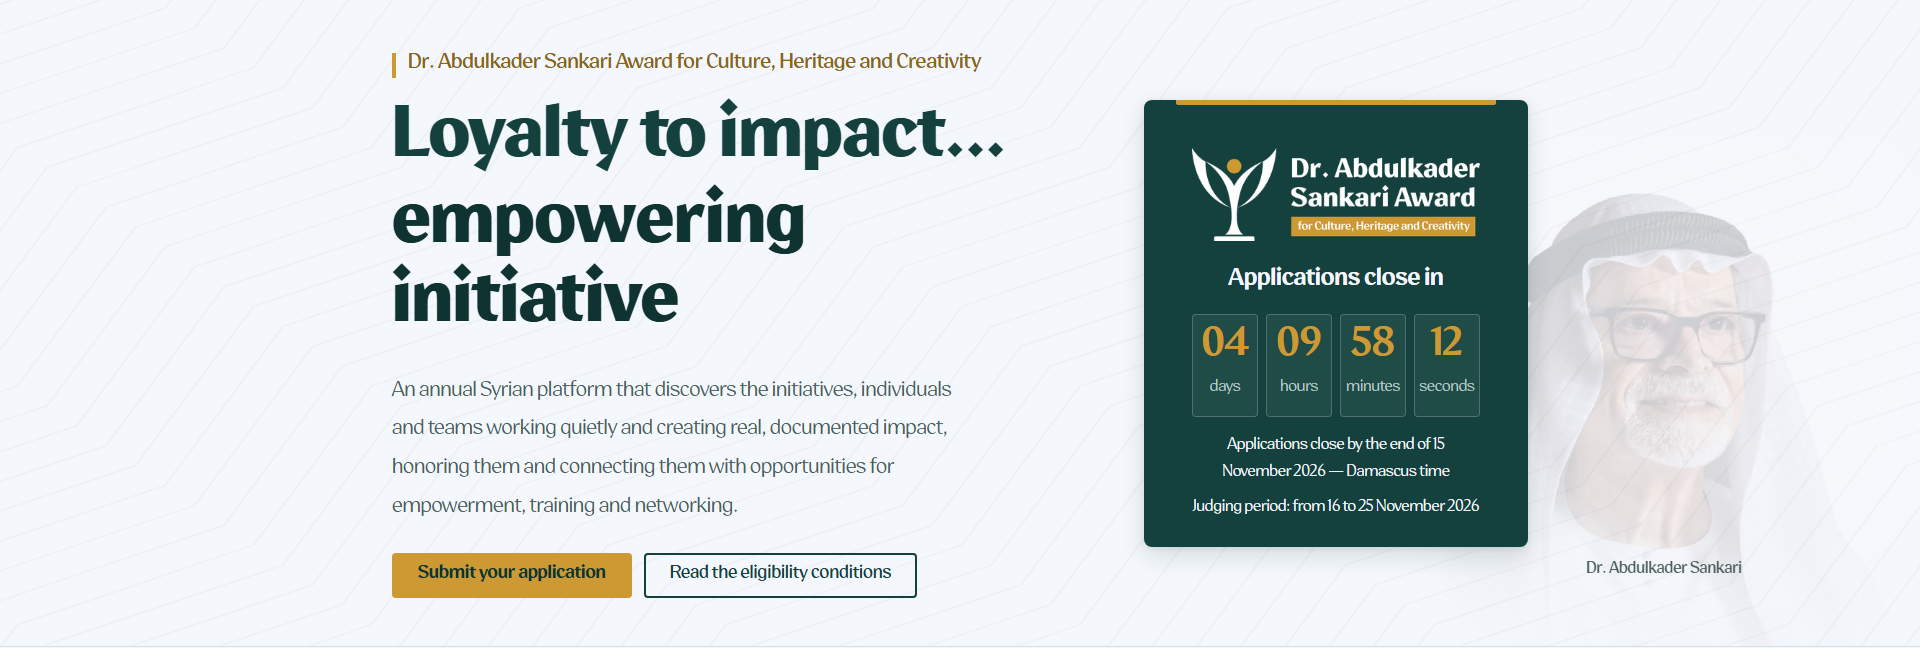 Dr. Abdulkader Sankari Award for Culture, Heritage and Creativity
Loyalty to impact...
empowering
initiative
An annual Syrian platform that discovers the initiatives, individuals
and teams working quietly and creating real, documented impact,
honoring them and connecting them with opportunities for
empowerment, training and networking.
Submit your application
Read the eligibility conditions
Dr. Abdulkader
Sankari Award
for Culture, Heritage and Creativity
Applications close in
04 09 58 12
days hours minutes seconds
Applications close by the end of 15
November 2026 — Damascus time
Judging period: from 16 to 25 November 2026
Dr. Abdulkader Sankari